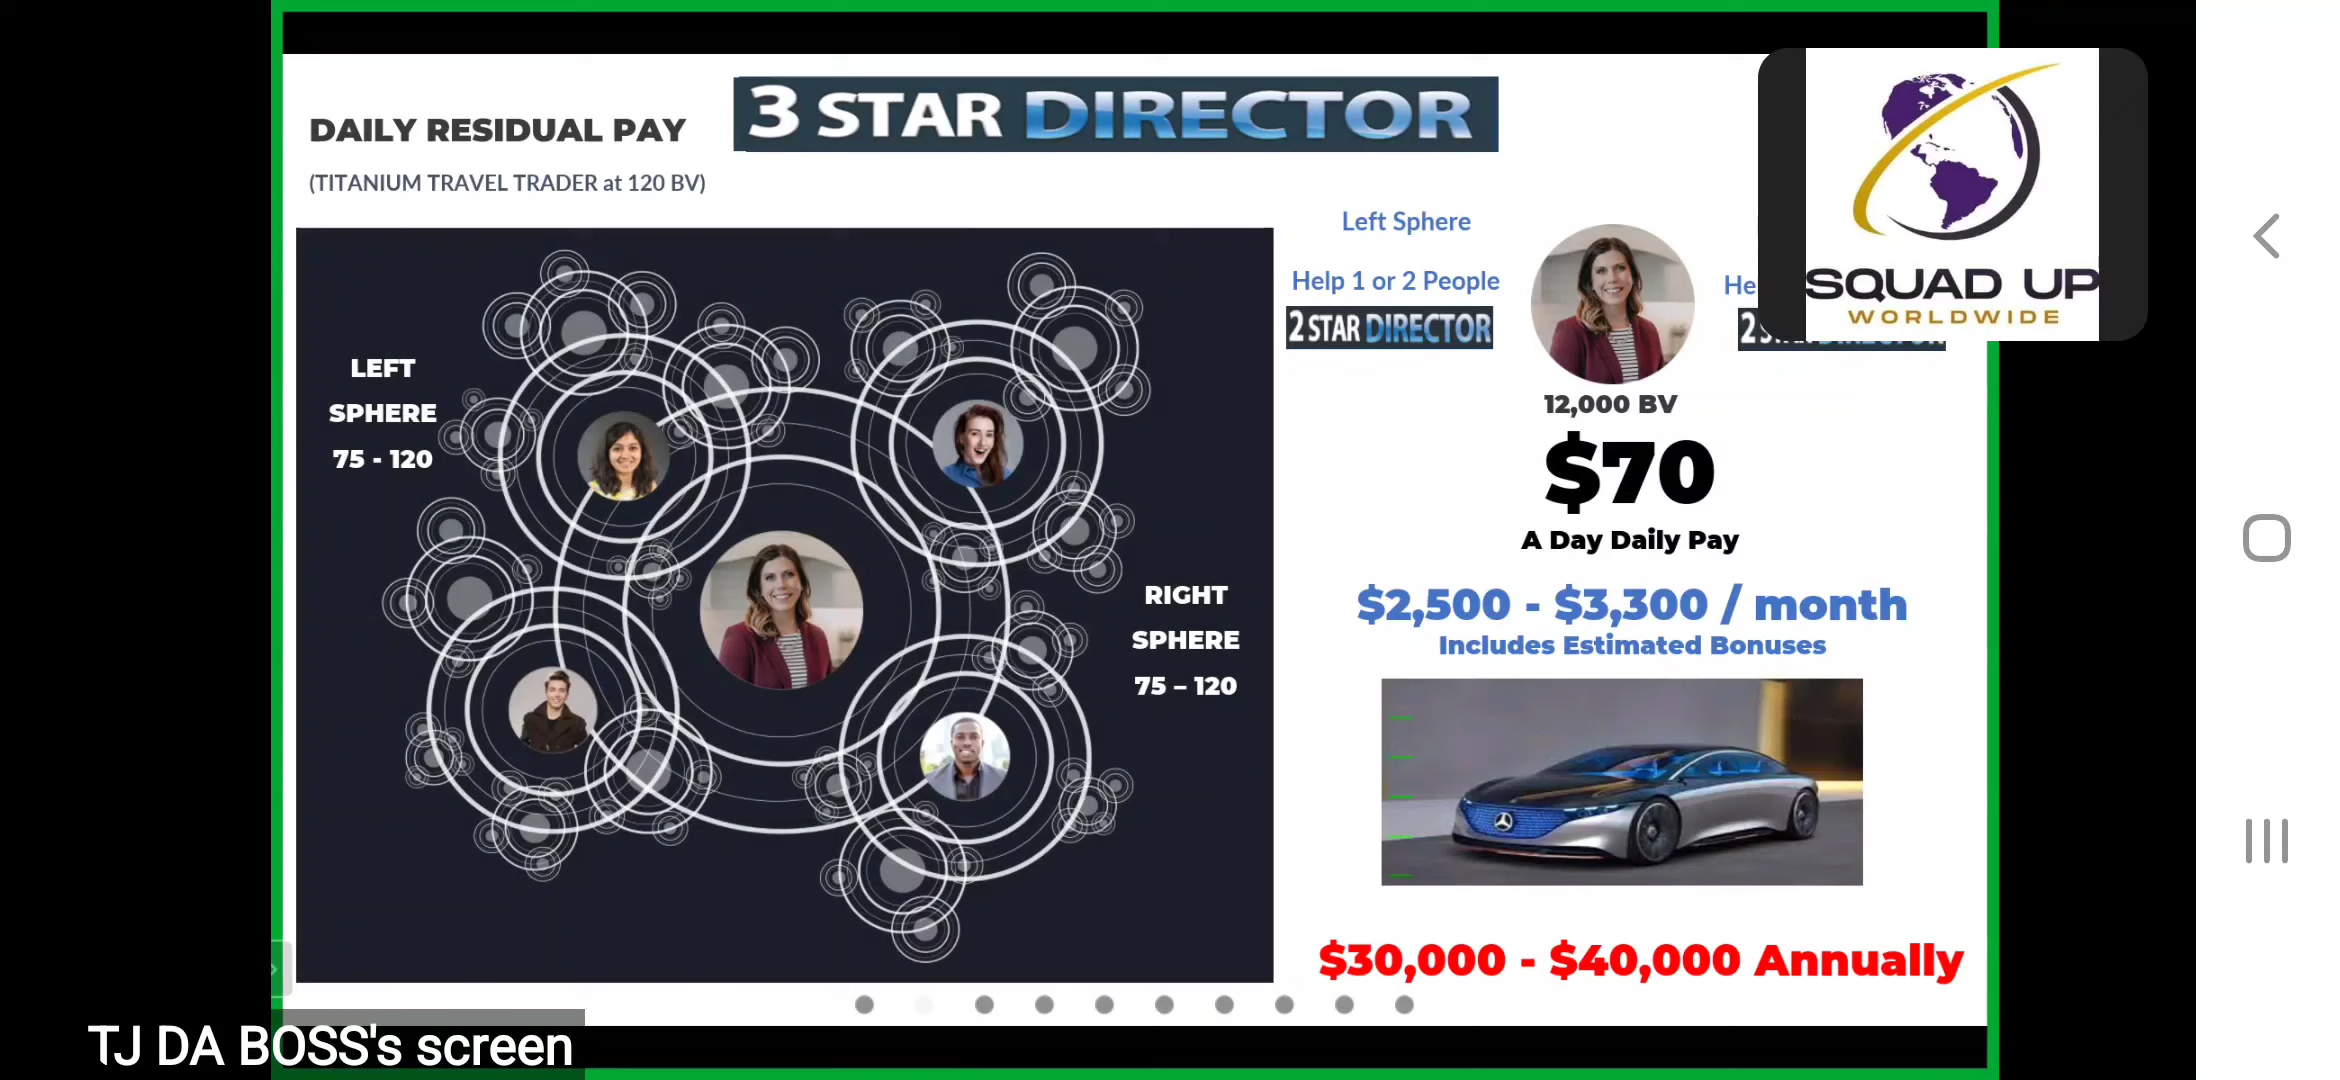 3 STAR DIRECTOR
DAILY RESIDUAL PAY
(TITANIUM TRAVEL TRADER at 120 BV)
LEFT
SPHERE
75 - 120
RIGHT
SPHERE
75 – 120
Left Sphere
Help 1 or 2 People
2 STAR DIRECTOR
SQUAD UP
WORLDWIDE
12,000 BV
$70
A Day Daily Pay
$2,500 - $3,300 / month
Includes Estimated Bonuses
$30,000 - $40,000 Annually
TJ DA BOSS's screen